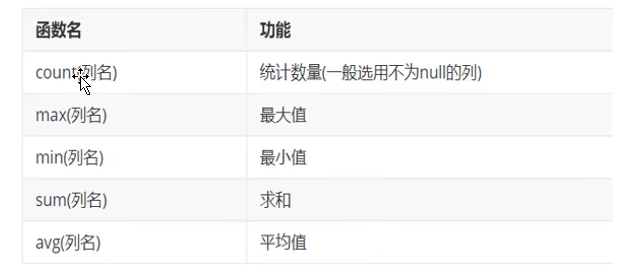 函数名 功能
count(列名) 统计数量(一般选用不为null的列)
max(列名) 最大值
min(列名) 最小值
sum(列名) 求和
avg(列名) 平均值